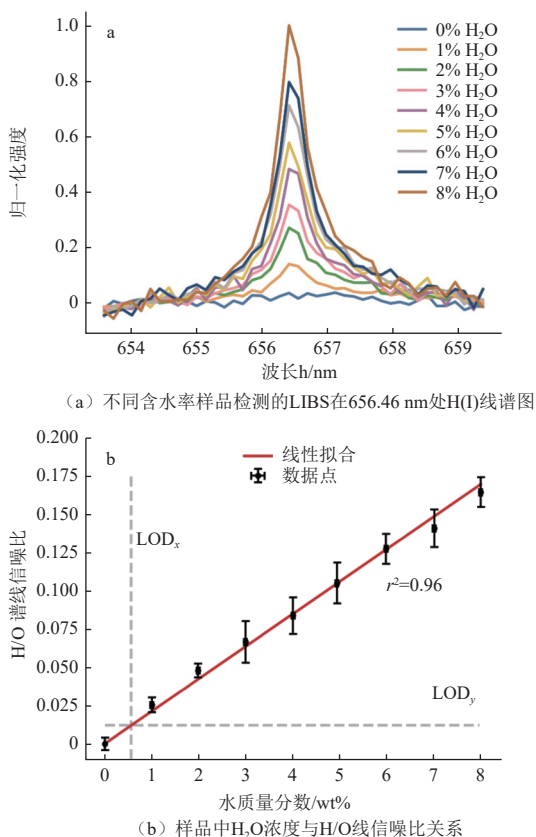 a
1.0
0.8
0.6
0.4
0.2
0
归一化强度
0% H₂O
1% H₂O
2% H₂O
3% H₂O
4% H₂O
5% H₂O
6% H₂O
7% H₂O
8% H₂O
654 655 656 657 658 659
波长h/nm
（a）不同含水率样品检测的LIBS在656.46 nm处H(I)线谱图
b
0.200
0.175
0.150
0.125
0.100
0.075
0.050
0.025
0
H/O 谱线信噪比
线性拟合
数据点
LODₓ
r²=0.96
LODᵧ
0 1 2 3 4 5 6 7 8
水质量分数/wt%
（b）样品中H₂O浓度与H/O线信噪比关系